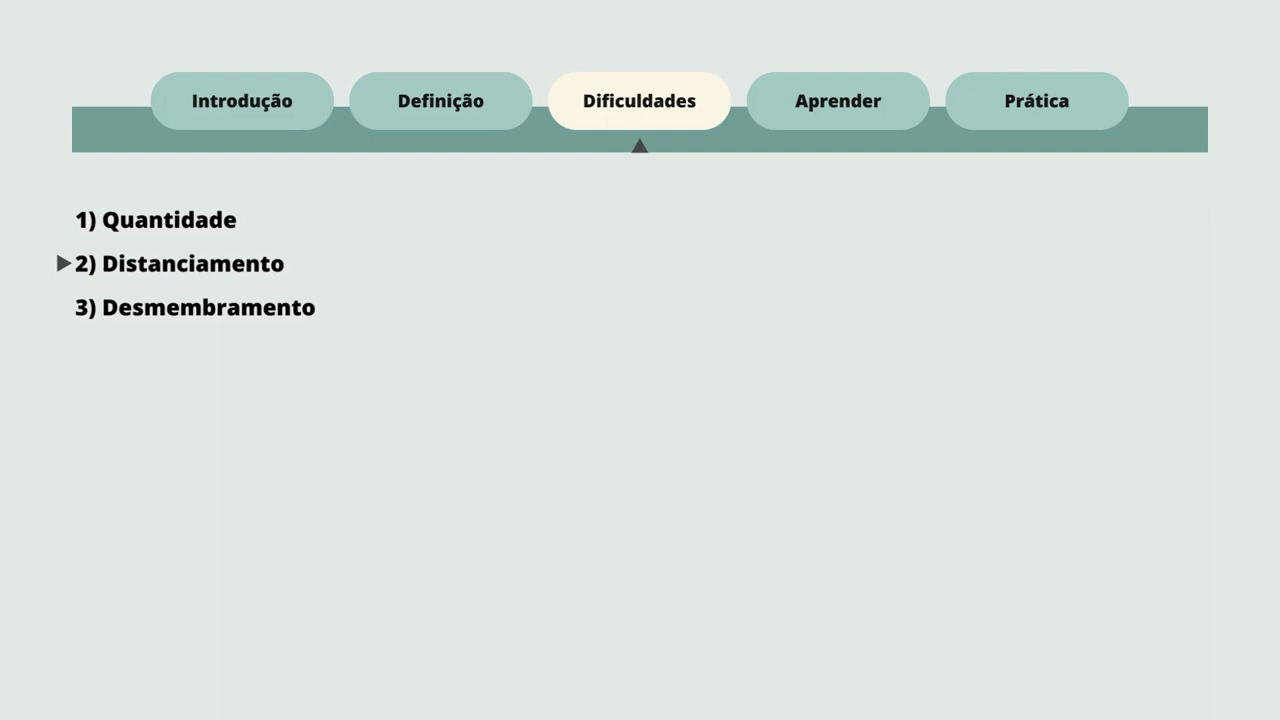 Introdução Definição Dificuldades Aprender Prática
1) Quantidade
2) Distanciamento
3) Desmembramento